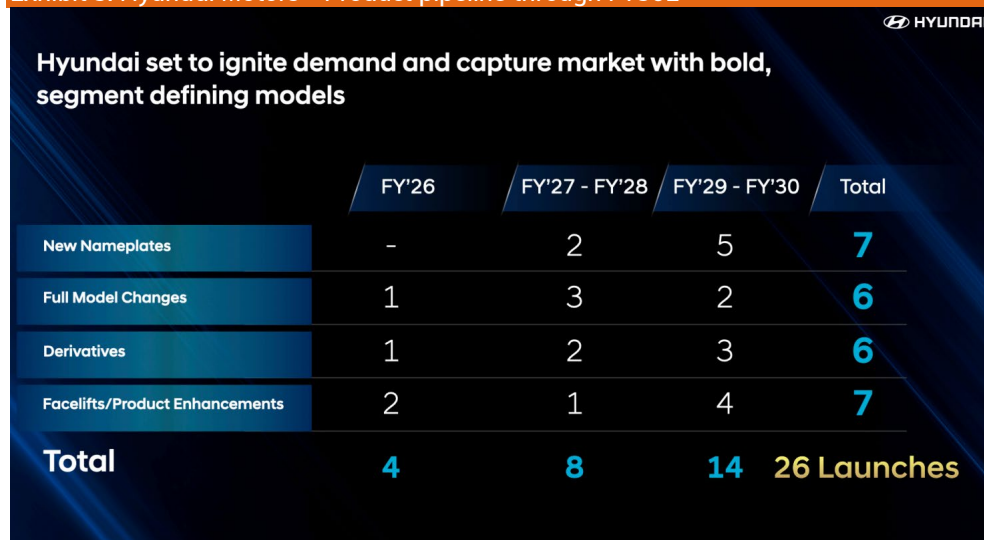 HYUNDAI
Hyundai set to ignite demand and capture market with bold,
segment defining models
FY'26 FY'27 - FY'28 FY'29 - FY'30 Total
New Nameplates - 2 5 7
Full Model Changes 1 3 2 6
Derivatives 1 2 3 6
Facelifts/Product Enhancements 2 1 4 7
Total 4 8 14 26 Launches